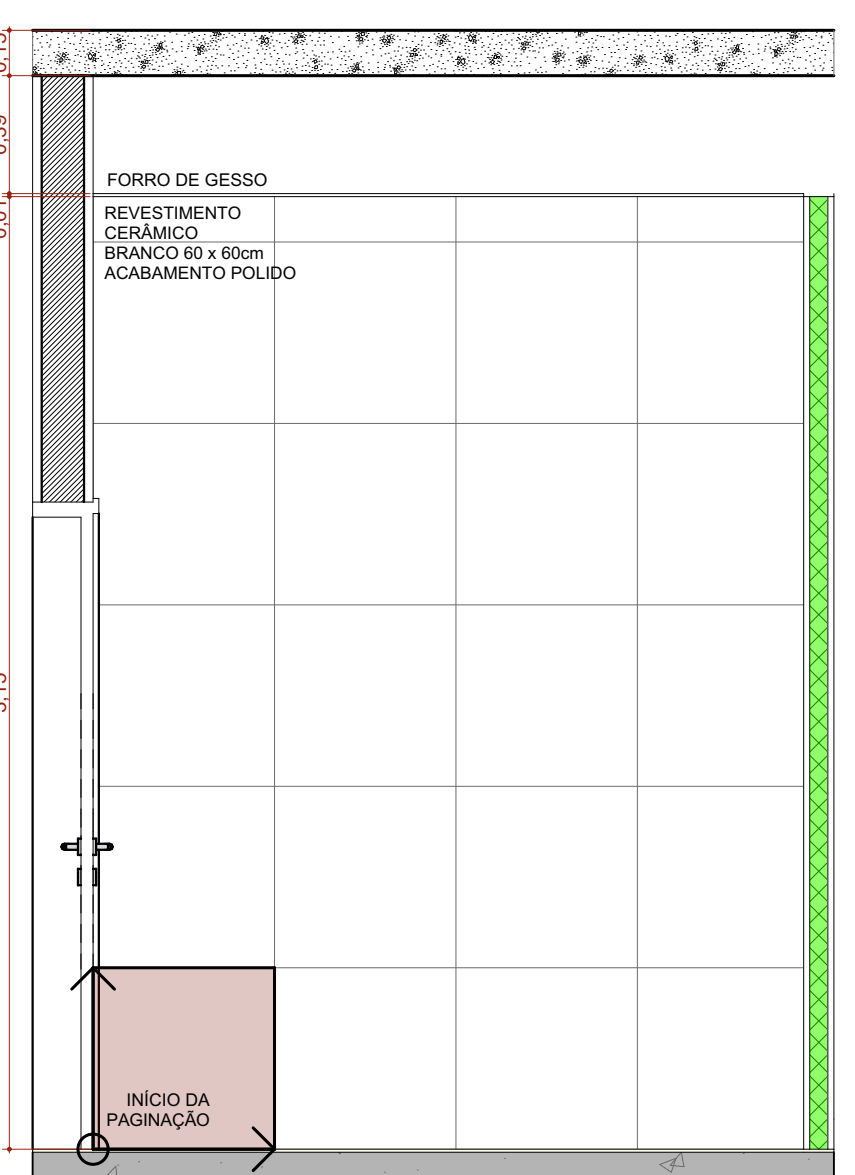 FORRO DE GESSO
REVESTIMENTO
CERÂMICO
BRANCO 60 x 60cm
ACABAMENTO POLIDO
INÍCIO DA
PAGINAÇÃO